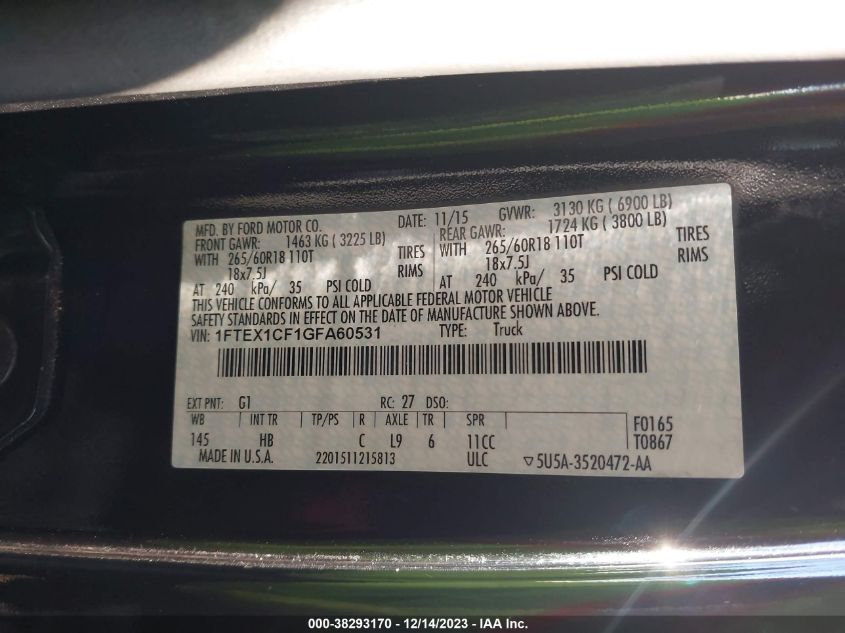 MFD. BY FORD MOTOR CO. DATE: 11/15 GVWR: 3130 KG ( 6900 LB)
FRONT GAWR: 1463 KG ( 3225 LB) REAR GAWR: 1724 KG ( 3800 LB)
WITH 265/60R18 110T TIRES WITH 265/60R18 110T TIRES
18x7.5J RIMS 18x7.5J RIMS
AT 240 kPa/ 35 PSI COLD AT 240 kPa/ 35 PSI COLD
THIS VEHICLE CONFORMS TO ALL APPLICABLE FEDERAL MOTOR VEHICLE
SAFETY STANDARDS IN EFFECT ON THE DATE OF MANUFACTURE SHOWN ABOVE.
VIN: 1FTEX1CF1GFA60531 TYPE: Truck
EXT PNT: G1 RC: 27 DSO:
WB INT TR TP/PS R AXLE TR SPR F0165
145 HB C L9 6 11CC T0867
MADE IN U.S.A. 2201511215813 ULC ▽5U5A-3520472-AA
000-38293170 - 12/14/2023 - IAA Inc.